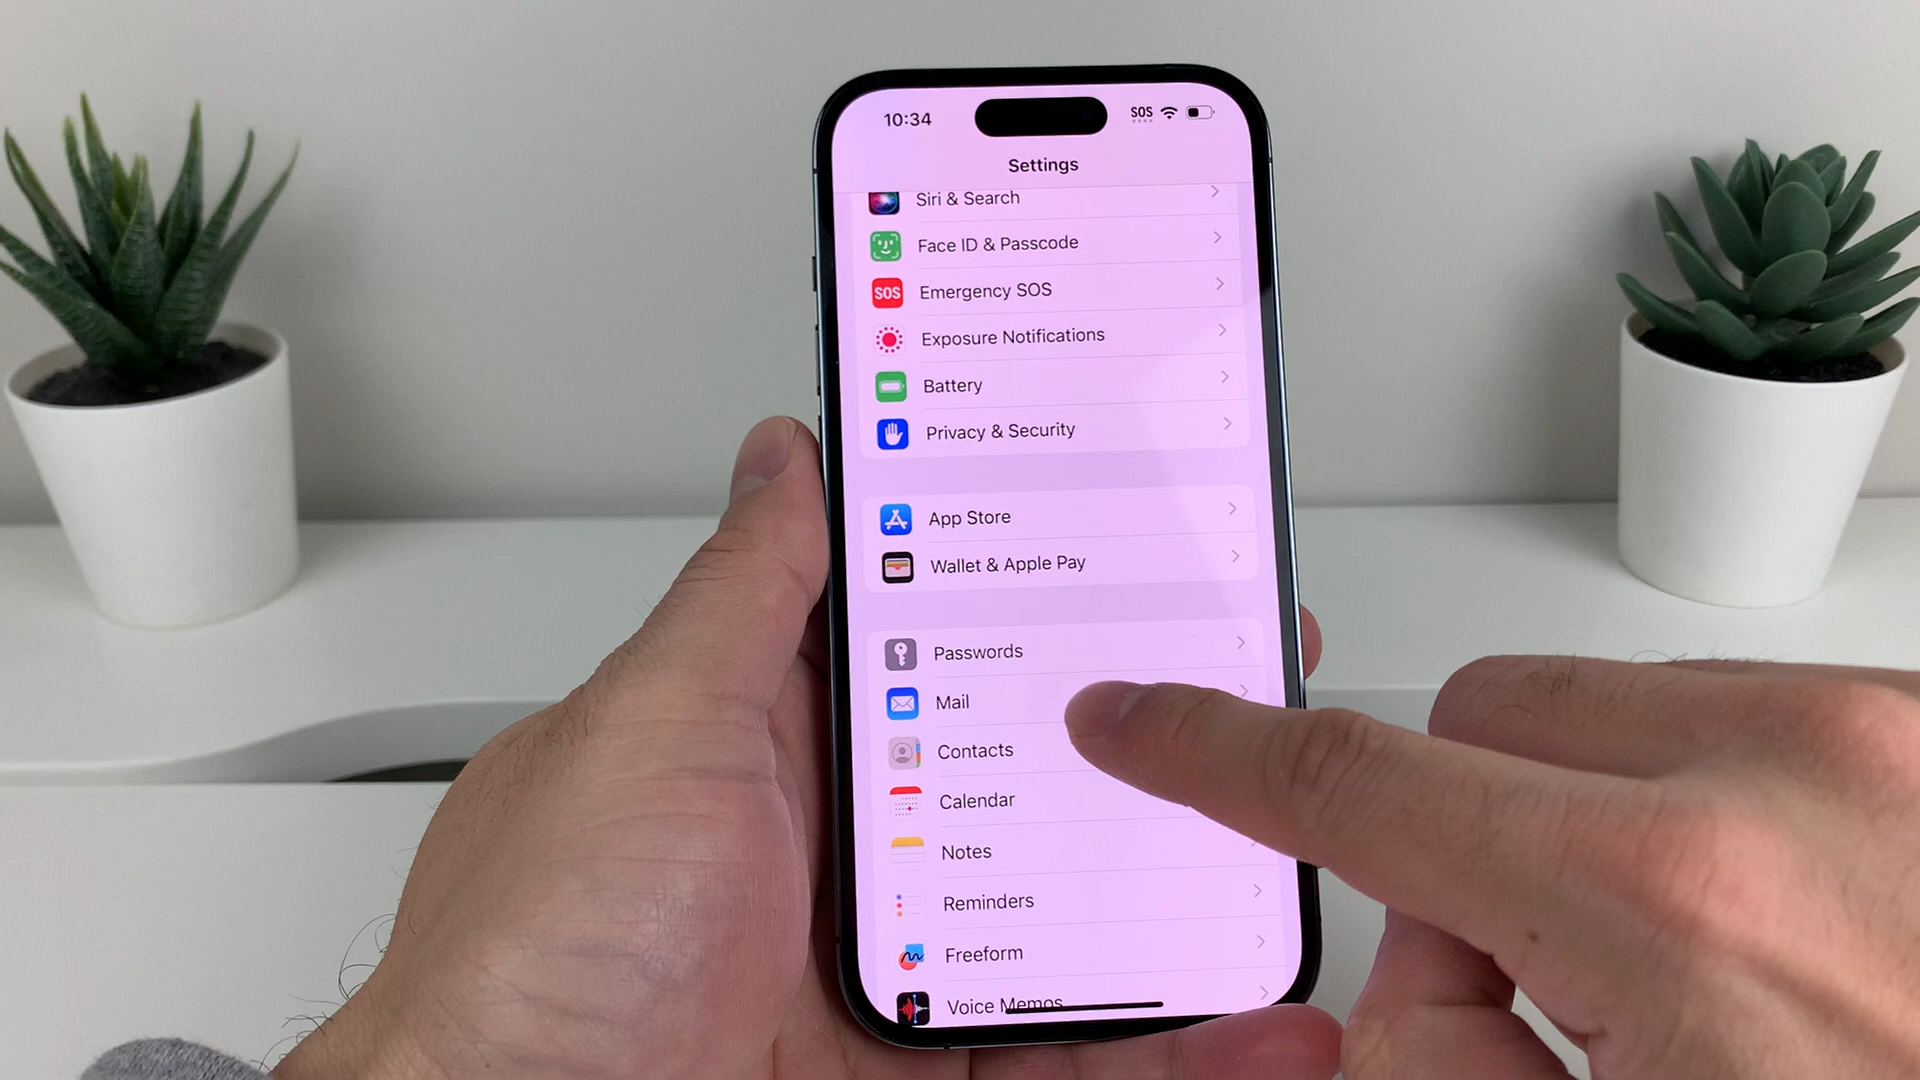 10:34 SOS
Settings
Siri & Search
Face ID & Passcode
SOS Emergency SOS
Exposure Notifications
Battery
Privacy & Security
App Store
Wallet & Apple Pay
Passwords
Mail
Contacts
Calendar
Notes
Reminders
Freeform
Voice Memos